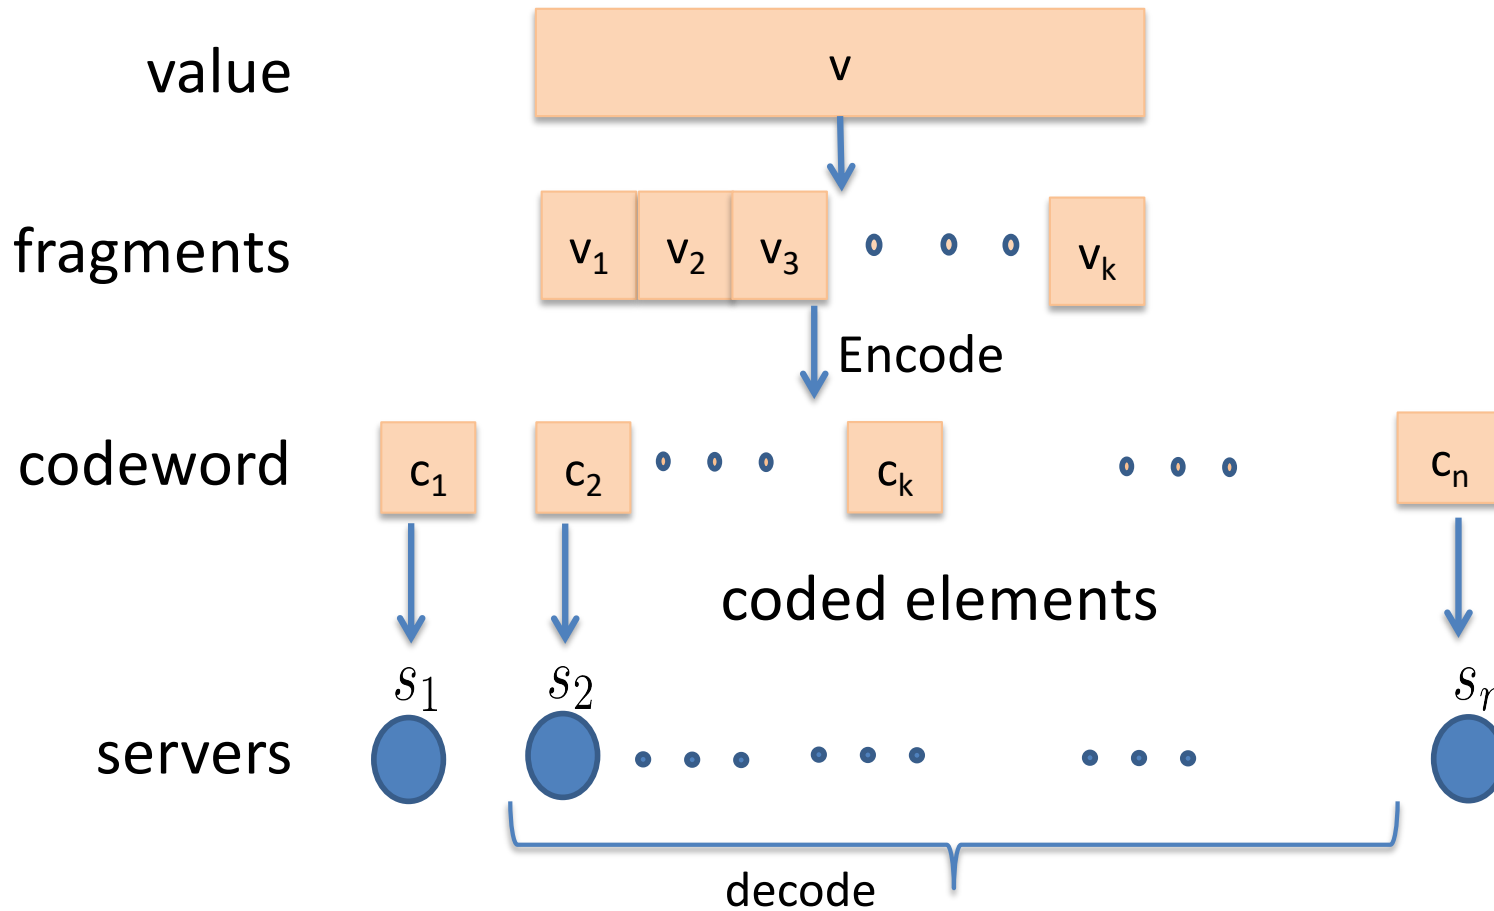 value v
fragments v₁ v₂ v₃ vₖ
Encode
codeword c₁ c₂ cₖ cₙ
coded elements
s₁ s₂
servers
decode